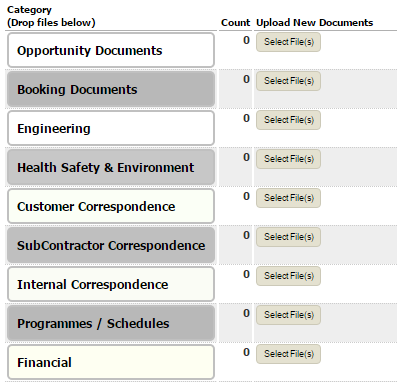 Category
(Drop files below) Count Upload New Documents
Opportunity Documents 0 Select File(s)
Booking Documents 0 Select File(s)
Engineering 0 Select File(s)
Health Safety & Environment 0 Select File(s)
Customer Correspondence 0 Select File(s)
SubContractor Correspondence 0 Select File(s)
Internal Correspondence 0 Select File(s)
Programmes / Schedules 0 Select File(s)
Financial 0 Select File(s)